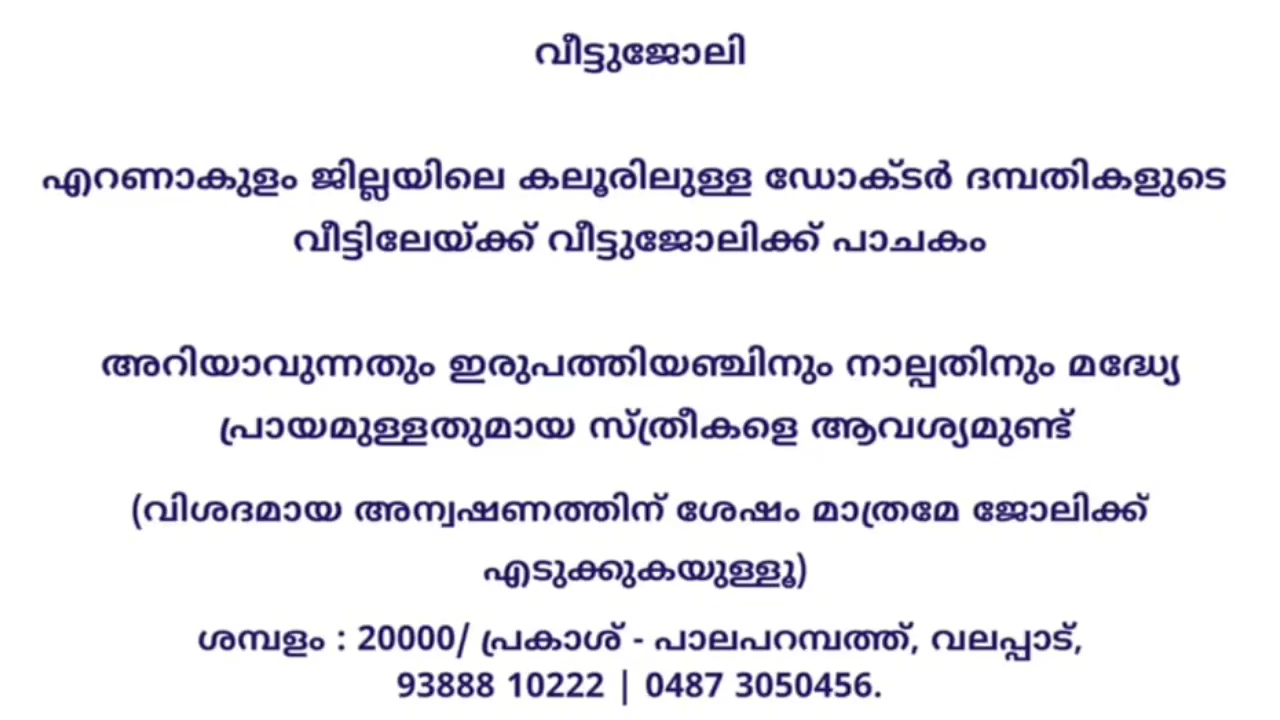 വീട്ടുജോലി
എറണാകുളം ജില്ലയിലെ കലൂരിലുള്ള ഡോക്ടർ ദമ്പതികളുടെ
വീട്ടിലേയ്ക്ക് വീട്ടുജോലിക്ക് പാചകം
അറിയാവുന്നതും ഇരുപത്തിയഞ്ചിനും നാല്പതിനും മദ്ധ്യേ
പ്രായമുള്ളതുമായ സ്ത്രീകളെ ആവശ്യമുണ്ട്
(വിശദമായ അന്വഷണത്തിന് ശേഷം മാത്രമേ ജോലിക്ക്
എടുക്കുകയുള്ളൂ)
ശമ്പളം : 20000/ പ്രകാശ് - പാലപറമ്പത്ത്, വലപ്പാട്,
93888 10222 | 0487 3050456.